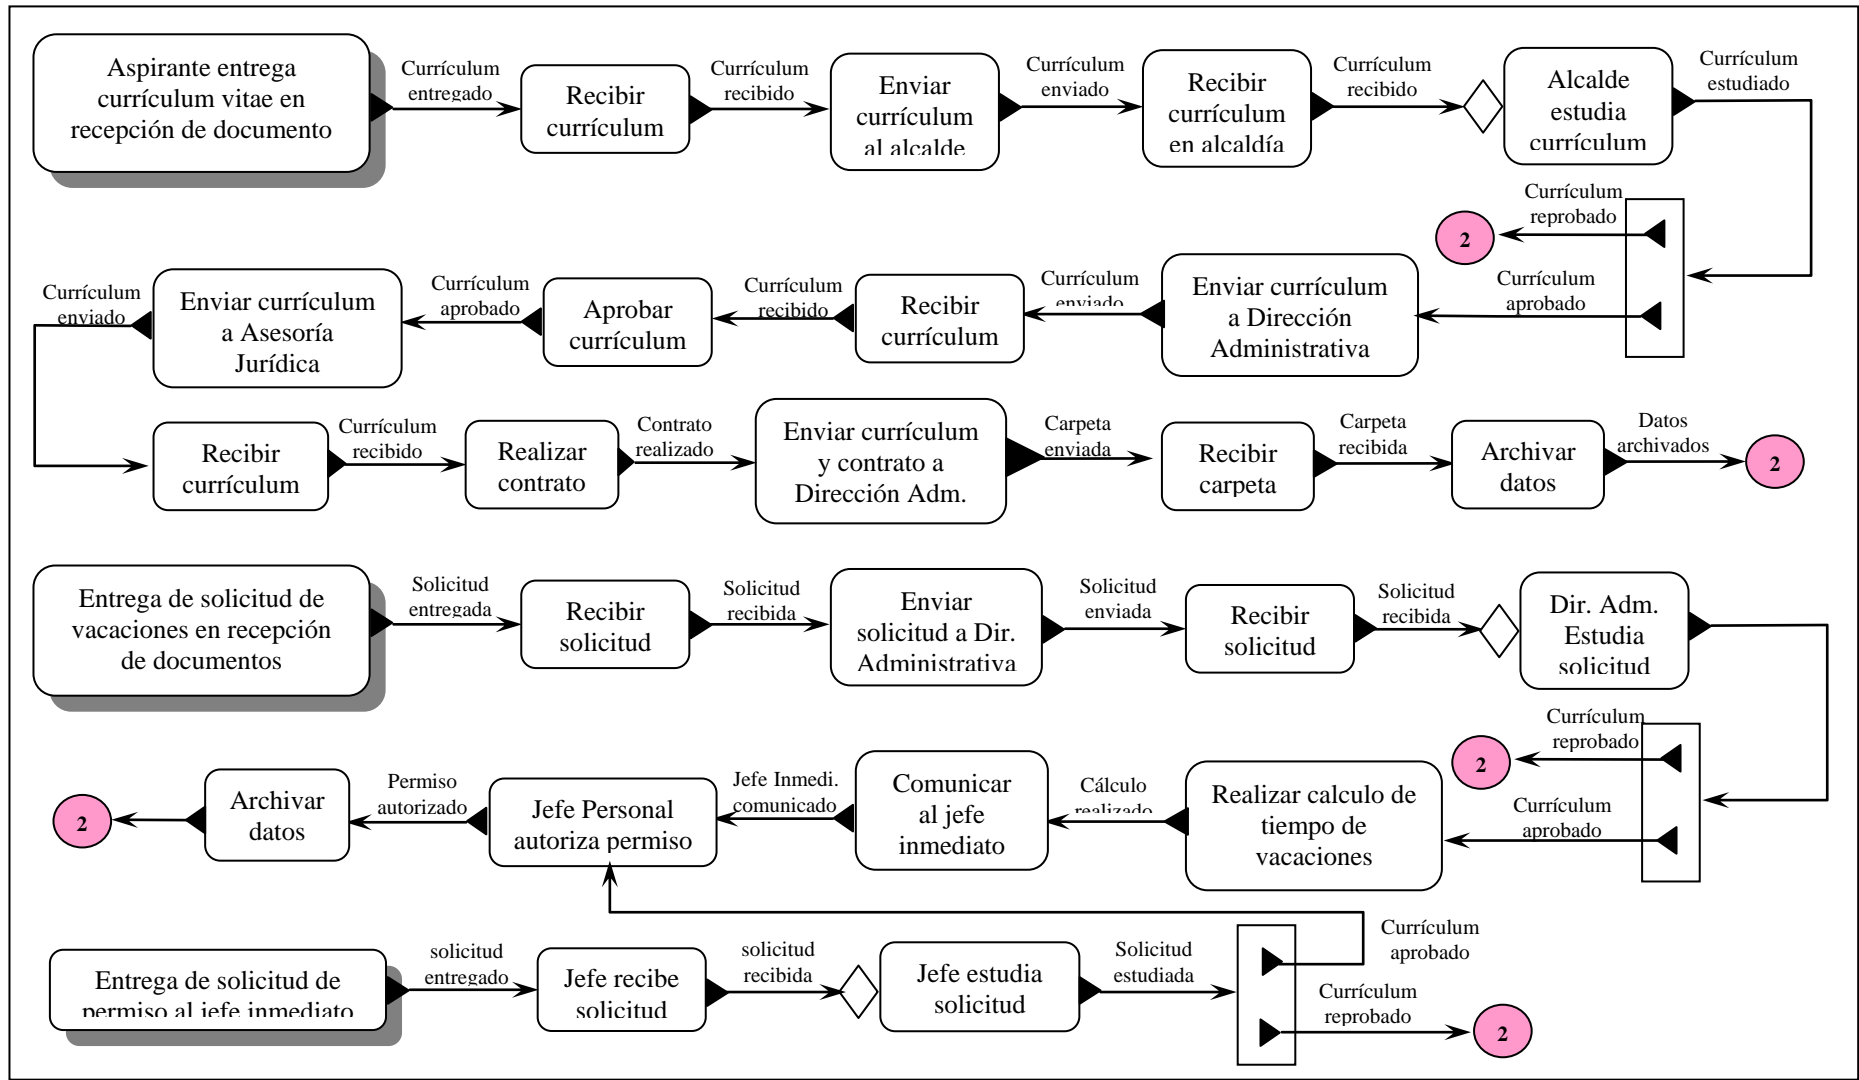 Aspirante entrega
currículum vitae en
recepción de documento
Currículum
entregado
Recibir
currículum
Currículum
recibido
Enviar
currículum
al alcalde
Currículum
enviado
Recibir
currículum
en alcaldía
Currículum
recibido
Alcalde
estudia
currículum
Currículum
estudiado
Currículum
reprobado
2
Currículum
aprobado
Enviar currículum
a Dirección
Administrativa
Currículum
enviado
Recibir
currículum
Currículum
recibido
Aprobar
currículum
Currículum
aprobado
Enviar currículum
a Asesoría
Jurídica
Currículum
enviado
Recibir
currículum
Currículum
recibido
Realizar
contrato
Contrato
realizado
Enviar currículum
y contrato a
Dirección Adm.
Carpeta
enviada
Recibir
carpeta
Carpeta
recibida
Archivar
datos
Datos
archivados
2
Entrega de solicitud de
vacaciones en recepción
de documentos
Solicitud
entregada
Recibir
solicitud
Solicitud
recibida
Enviar
solicitud a Dir.
Administrativa
Solicitud
enviada
Recibir
solicitud
Solicitud
recibida
Dir. Adm.
Estudia
solicitud
Currículum
reprobado
2
Currículum
aprobado
Realizar calculo de
tiempo de
vacaciones
Cálculo
realizado
Comunicar
al jefe
inmediato
Jefe Inmedi.
comunicado
Jefe Personal
autoriza permiso
Permiso
autorizado
Archivar
datos
2
Entrega de solicitud de
permiso al jefe inmediato
solicitud
entregado
Jefe recibe
solicitud
solicitud
recibida
Jefe estudia
solicitud
Solicitud
estudiada
Currículum
aprobado
Currículum
reprobado
2